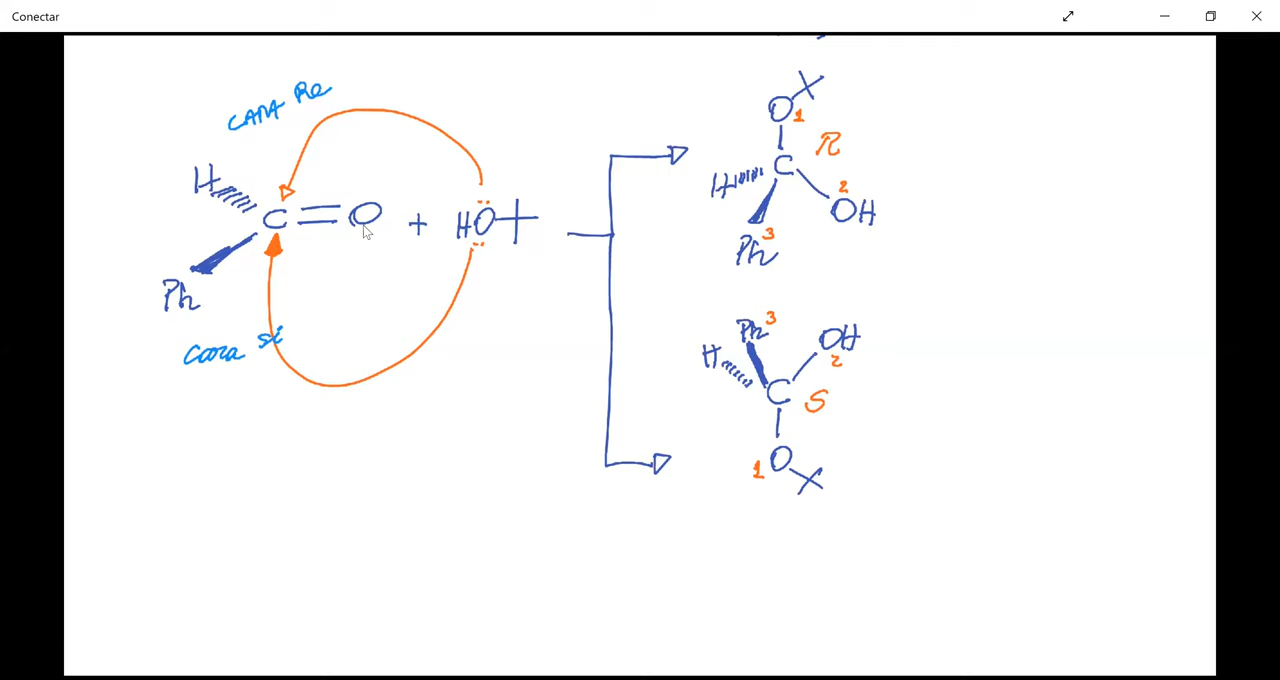 Conectar
cara Re
H
C=O + HO
Ph
cara si
O
1
R
H C
2
OH
3
Ph
Ph 3
OH
2
H
C S
1 O